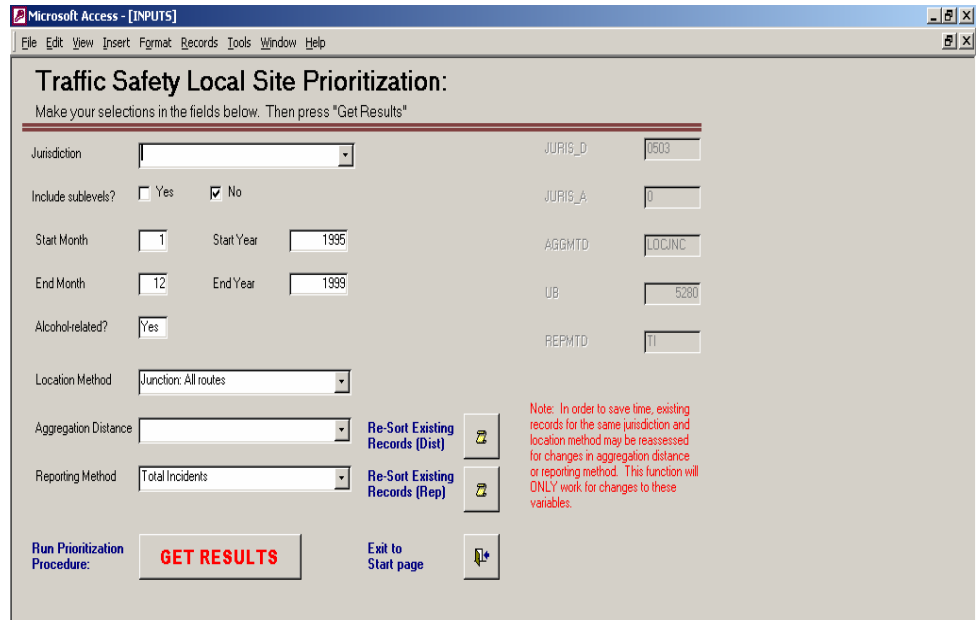 Microsoft Access - [INPUTS]
File Edit View Insert Format Records Tools Window Help
Traffic Safety Local Site Prioritization:
Make your selections in the fields below. Then press "Get Results"
Jurisdiction
JURIS_D 0503
Include sublevels? Yes No
JURIS_A 0
Start Month 1 Start Year 1995
AGGMTD LOCJNC
End Month 12 End Year 1999
UB 5280
Alcohol-related? Yes
REPMTD TI
Location Method Junction: All routes
Aggregation Distance
Re-Sort Existing
Records (Dist)
Reporting Method Total Incidents
Re-Sort Existing
Records (Rep)
Note: In order to save time, existing
records for the same jurisdiction and
location method may be reassessed
for changes in aggregation distance
or reporting method. This function will
ONLY work for changes to these
variables.
Run Prioritization
Procedure:
GET RESULTS
Exit to
Start page